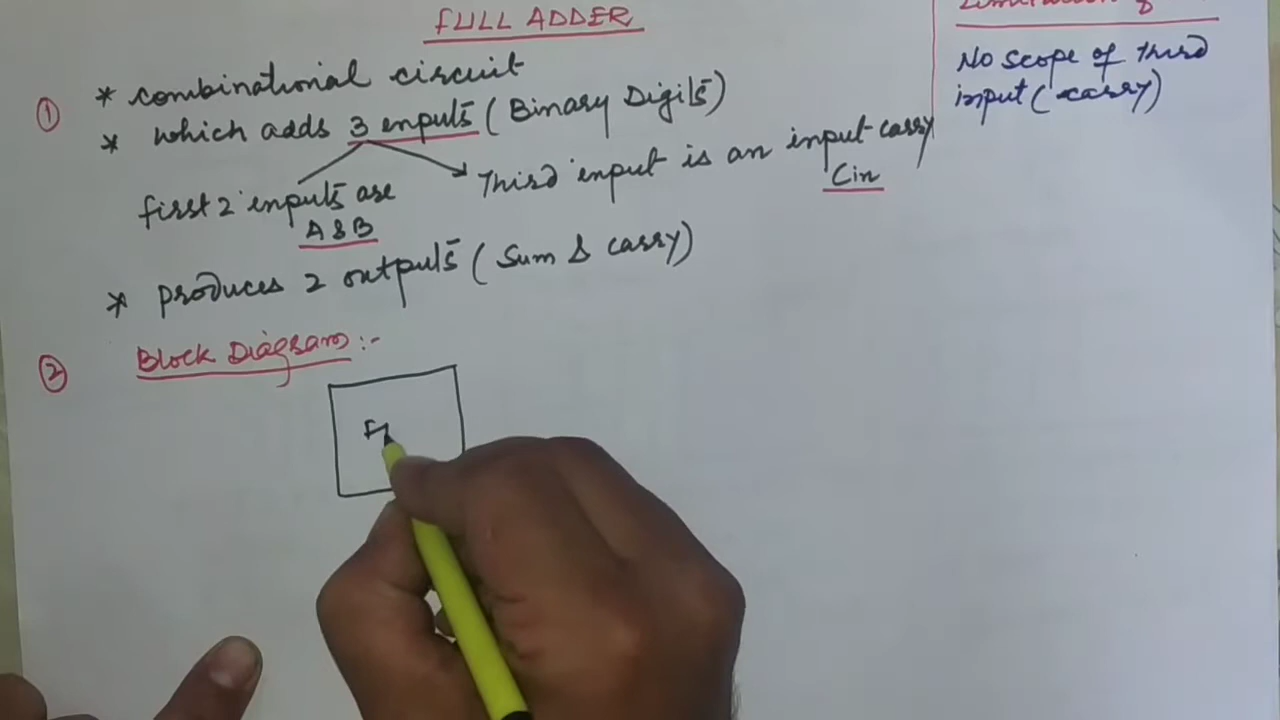 FULL ADDER
① * combinational circuit
* which adds 3 inputs (Binary Digits)
first 2 inputs are
A & B
Third input is an input carry
Cin
* produces 2 outputs (Sum & carry)
② Block Diagram :-
F
No scope of third
input (carry)